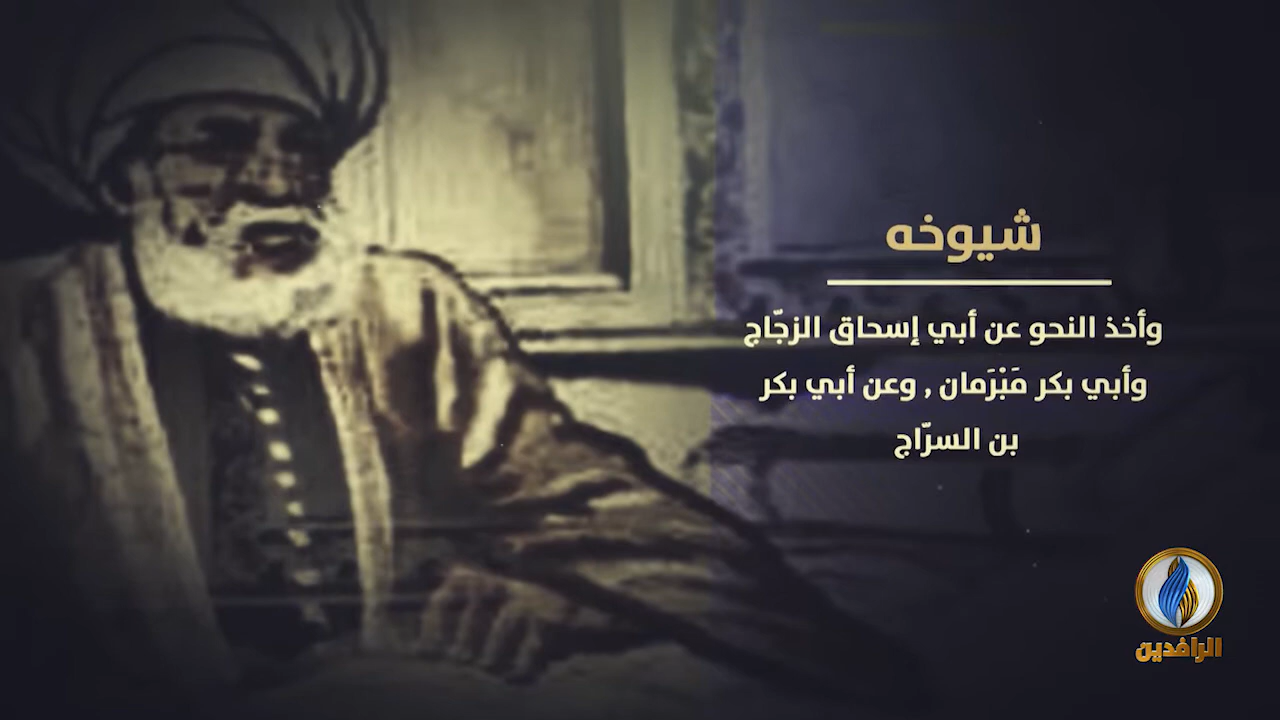 شيوخه
وأخذ النحو عن أبي إسحاق الزجّاج
وأبي بكر مَبْرَمان , وعن أبي بكر
بن السرّاج
الرافدين